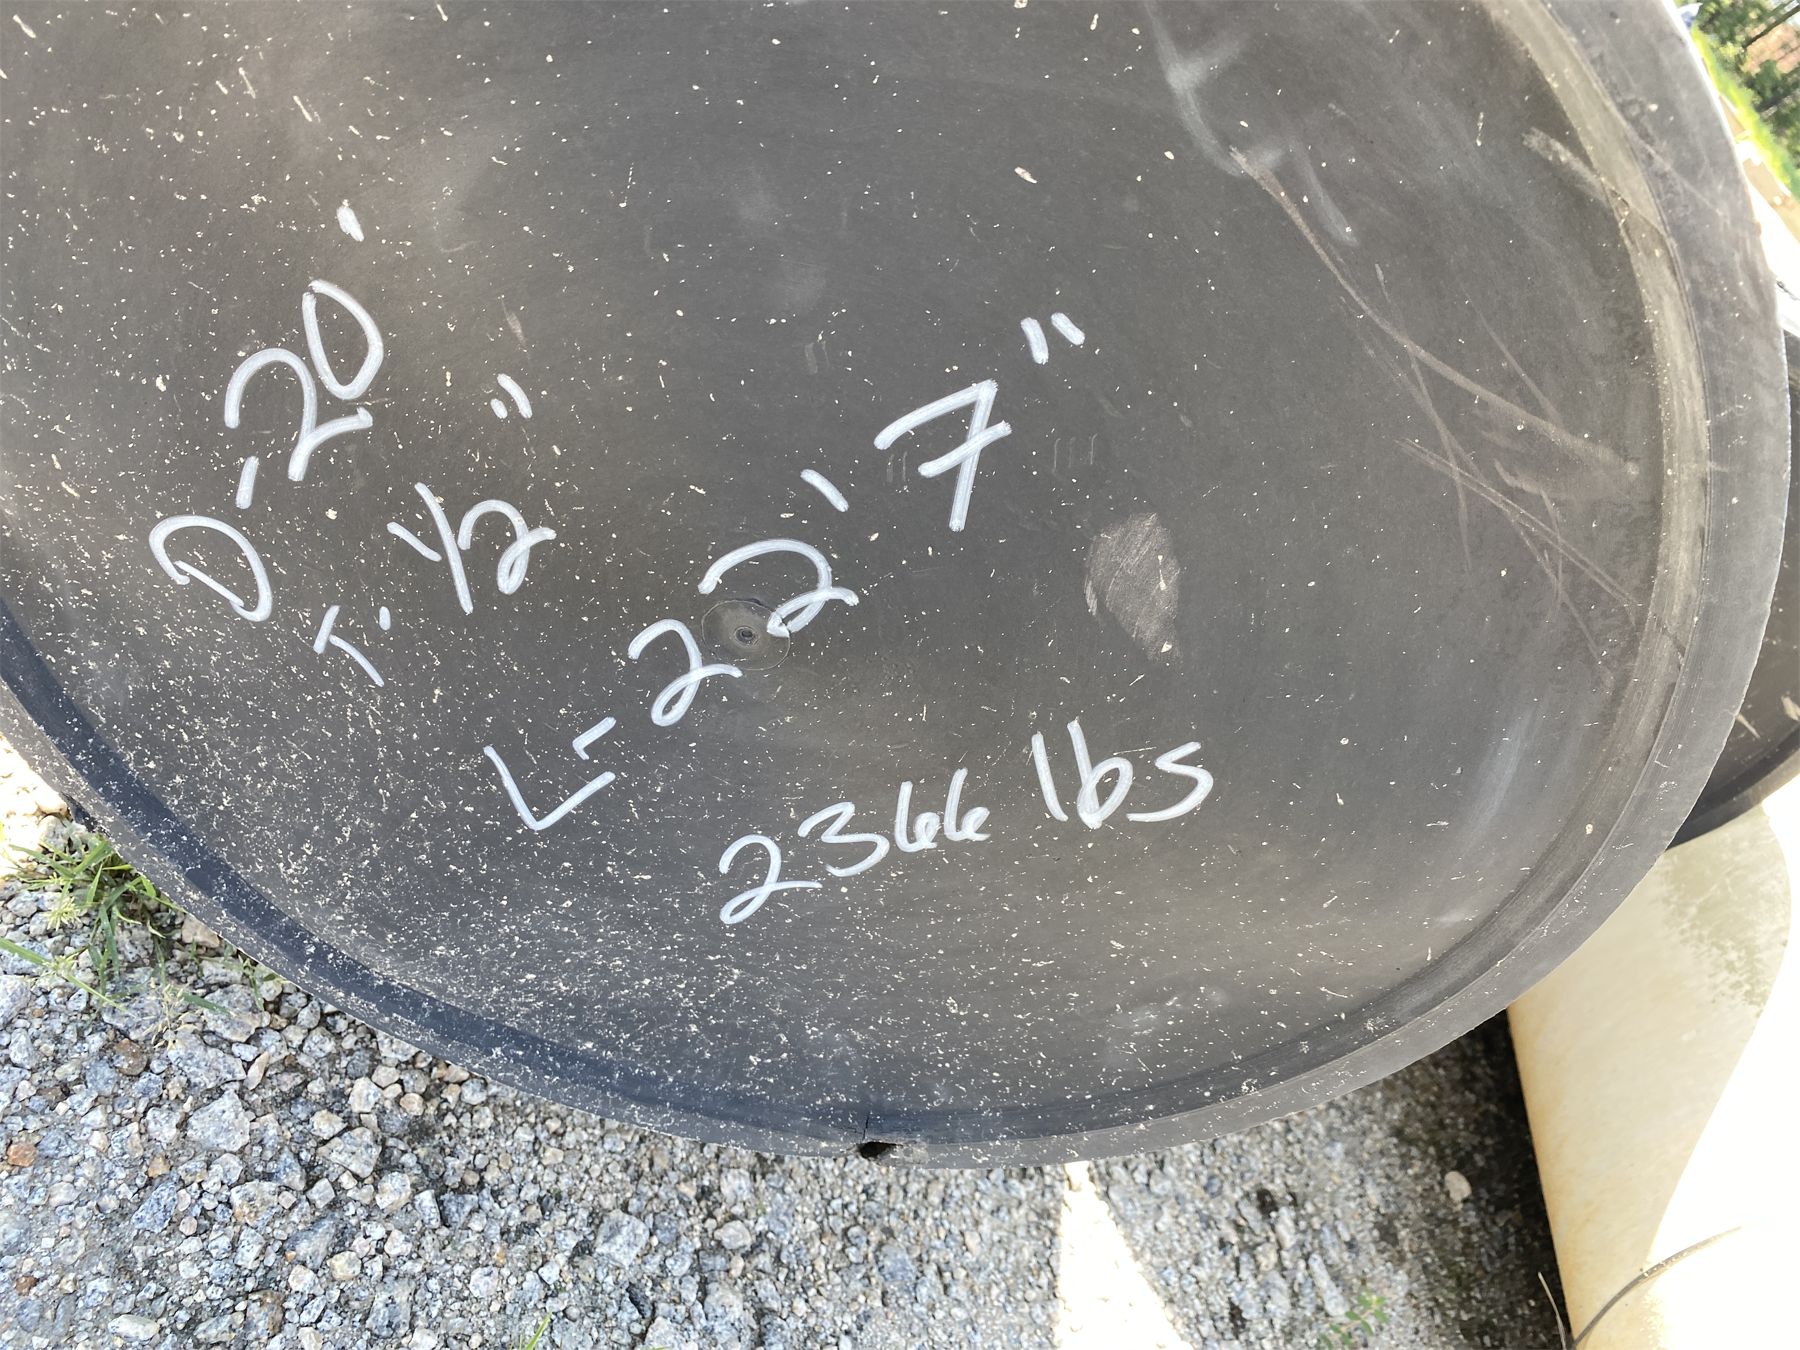 D-20'
T. 1/2"
L-22'7"
2366 lbs